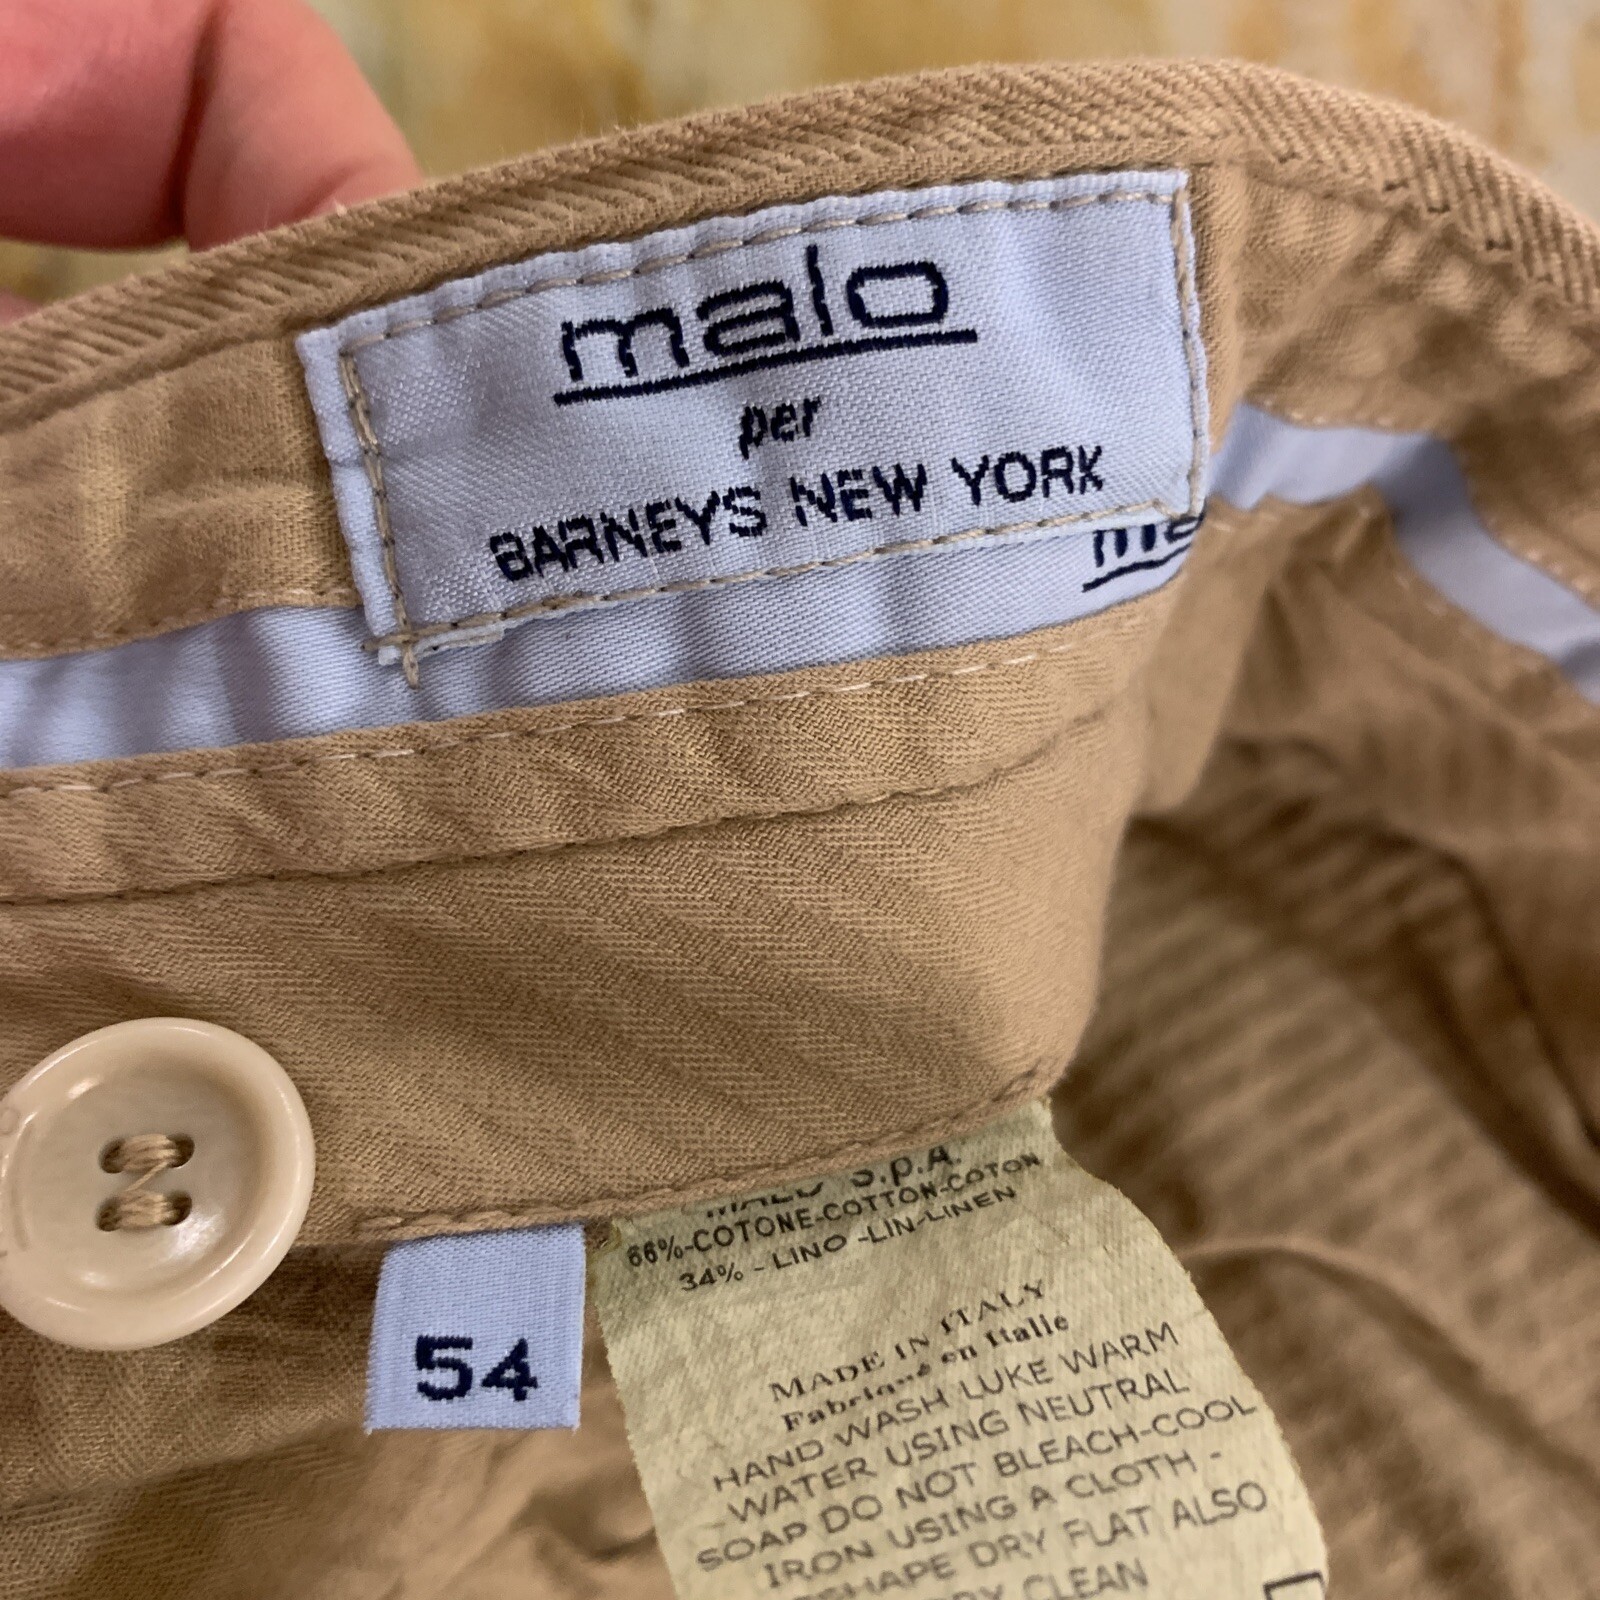 malo
per
BARNEYS NEW YORK
54
S.p.A.
66%-COTONE-COTTON-COTON
34% - LINO -LIN-LINEN
MADE IN ITALY
en Italie
HAND WASH LUKE WARM
WATER USING NEUTRAL
SOAP DO NOT BLEACH-COOL
IRON USING A CLOTH -
DRY FLAT ALSO
CLEAN